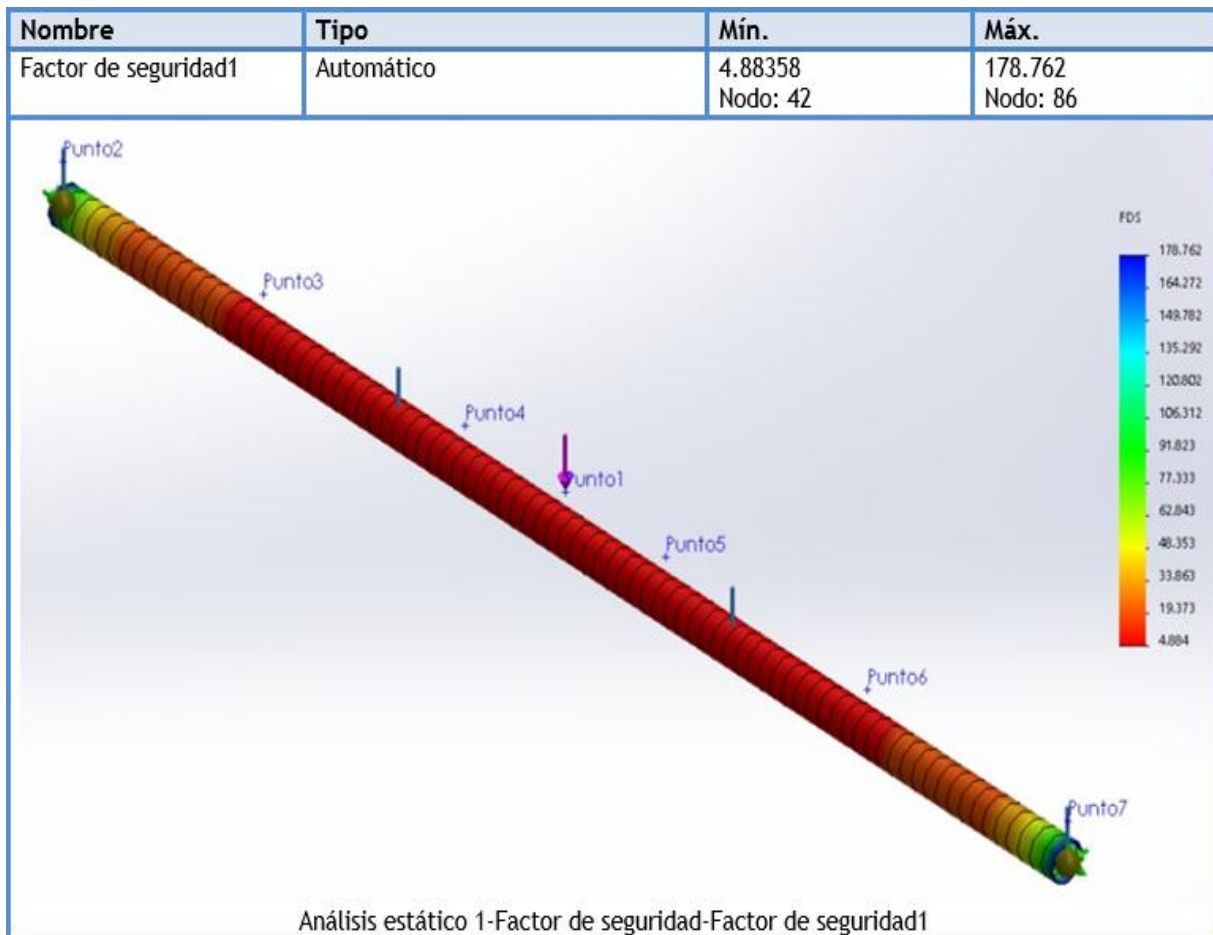 Nombre Tipo Mín. Máx.
Factor de seguridad1 Automático 4.88358 178.762
Nodo: 42 Nodo: 86
Punto2
Punto3
Punto4
Punto1
Punto5
Punto6
Punto7
FDS
178.762
164.272
149.782
135.292
120.802
106.312
91.823
77.333
62.843
48.353
33.863
19.373
4.884
Análisis estático 1-Factor de seguridad-Factor de seguridad1